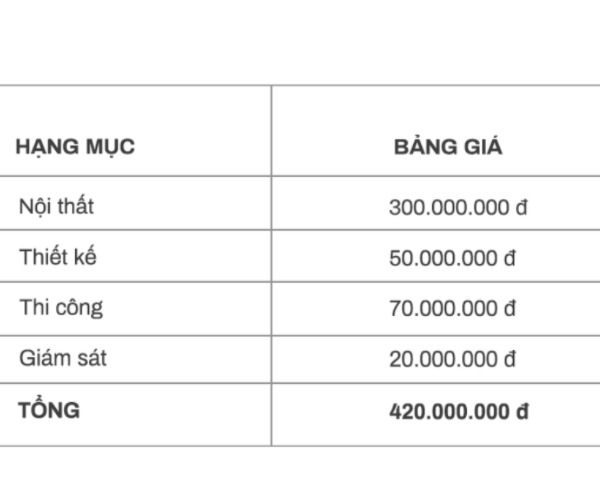 HẠNG MỤC BẢNG GIÁ
Nội thất 300.000.000 đ
Thiết kế 50.000.000 đ
Thi công 70.000.000 đ
Giám sát 20.000.000 đ
TỔNG 420.000.000 đ